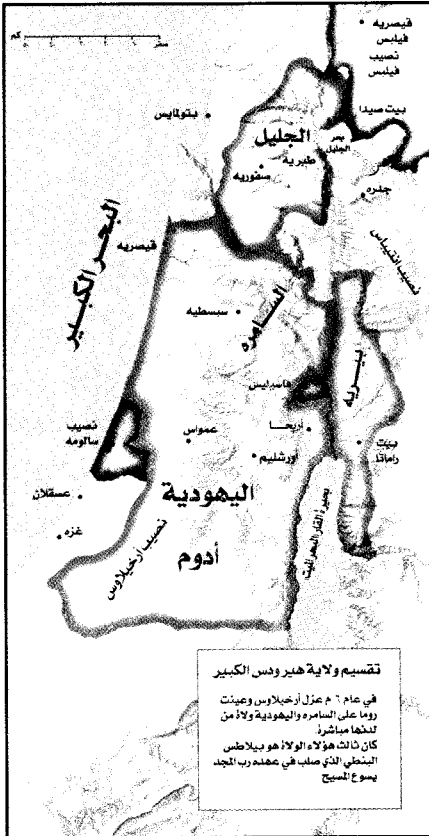 كم
صفر
قيصريه
فيلبس
نصيب
فيلبس
بتولمايس
بيت صيدا
الجليل
بحر
الجليل
طبرية
صفوريه
جدره
نصيب انتيباس
البحر الكبير
قيصريه
السامره
سبسطيه
بيريه
فاسيليس
نصيب
سالومه
عمواس
أريحا
بيت
راماثا
أورشليم
عسقلان
اليهودية
غزه
نصيب أرخيلاوس
أدوم
بحيرة القار البحر الميت
تقسيم ولاية هيرودس الكبير
في عام ٦ م عزل أرخيلاوس وعينت
روما على السامره واليهودية ولاة من
لدنها مباشرة.
كان ثالث هؤلاء الولاة هو بيلاطس
البنطي الذي صلب في عهده رب المجد
يسوع المسيح